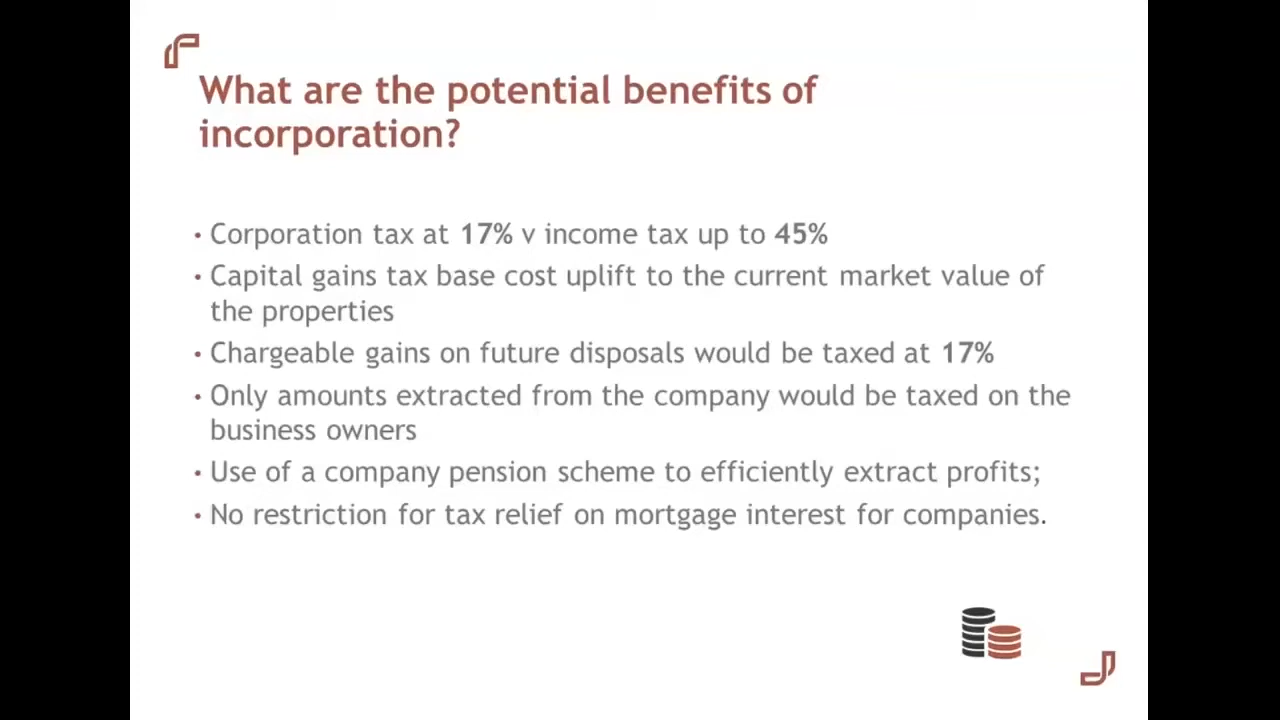 What are the potential benefits of
incorporation?
• Corporation tax at 17% v income tax up to 45%
• Capital gains tax base cost uplift to the current market value of
the properties
• Chargeable gains on future disposals would be taxed at 17%
• Only amounts extracted from the company would be taxed on the
business owners
• Use of a company pension scheme to efficiently extract profits;
• No restriction for tax relief on mortgage interest for companies.